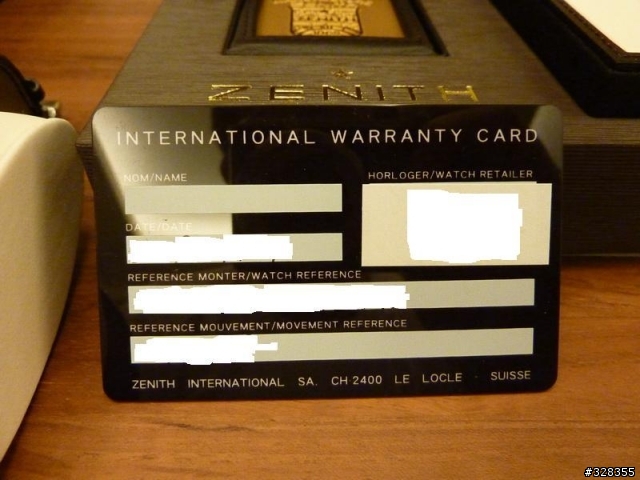 ZENITH
INTERNATIONAL WARRANTY CARD
NOM/NAME
HORLOGER/WATCH RETAILER
DATE/DATE
REFERENCE MONTER/WATCH REFERENCE
REFERENCE MOUVEMENT/MOVEMENT REFERENCE
ZENITH INTERNATIONAL SA. CH 2400 LE LOCLE - SUISSE
#328355